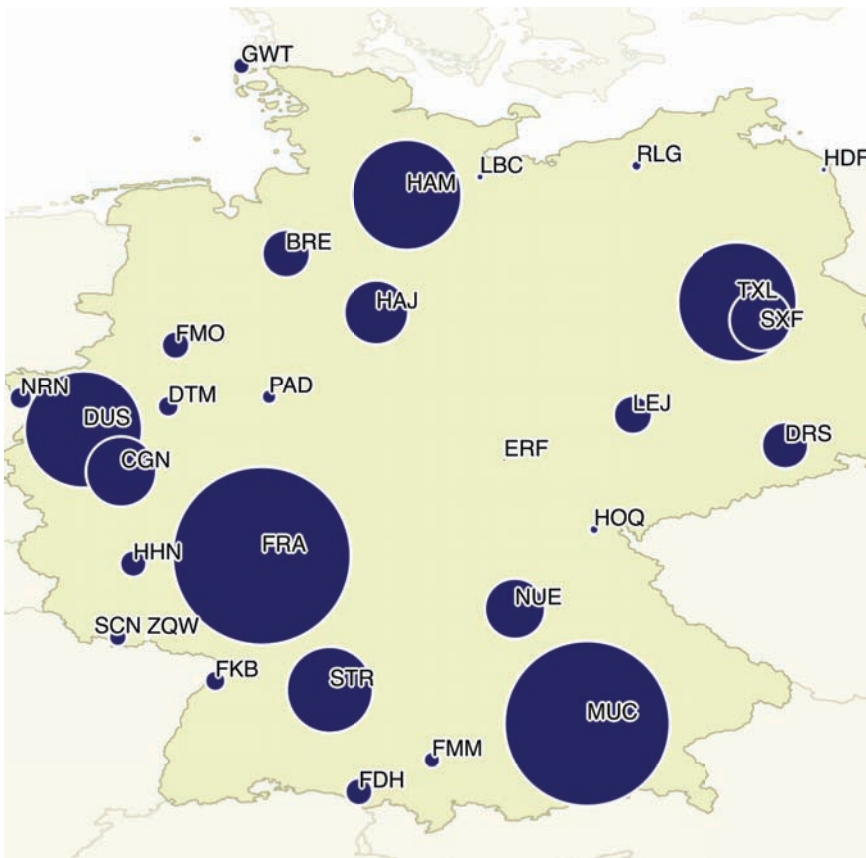 GWT
LBC
RLG
HDF
HAM
BRE
TXL
HAJ
SXF
FMO
NRN
DTM
PAD
DUS
LEJ
DRS
CGN
ERF
HOQ
FRA
HHN
NUE
SCN ZQW
FKB
STR
MUC
FMM
FDH